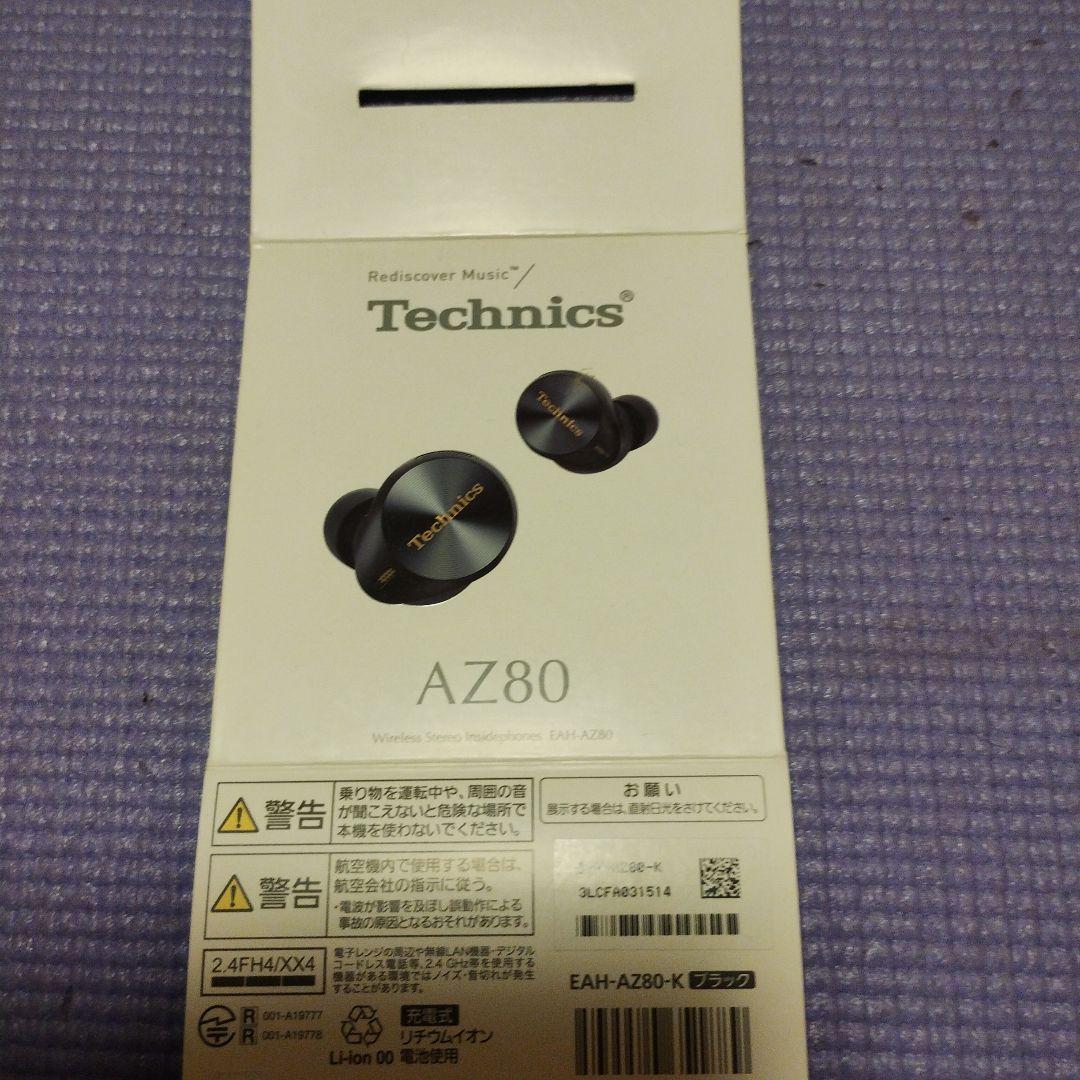 Rediscover Music™
Technics®
Technics
Technics
AZ80
Wireless Stereo Insidephones EAH-AZ80
警告
乗り物を運転中や、周囲の音
が聞こえないと危険な場所で
本機を使わないでください。
お願い
展示する場合は、直射日光をさけてください。
警告
航空機内で使用する場合は、
航空会社の指示に従う。
・電波が影響を及ぼし誤動作による
事故の原因となるおそれがあります。
AZ80-K
3LCFA031514
2.4FH4/XX4
電子レンジの周辺や無線LAN機器・デジタル
コードレス電話等、2.4 GHz帯を使用する
機器がある環境ではノイズ・音切れが発生
することがあります。
EAH-AZ80-K ブラック
R 001-A19777
R 001-A19778
Li-ion 00
充電式
リチウムイオン
電池使用